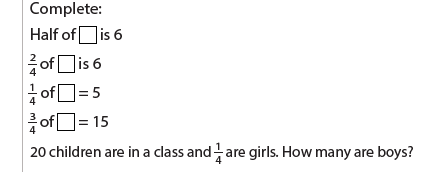 Complete:
Half of □ is 6
2/4 of □ is 6
1/4 of □ = 5
3/4 of □ = 15
20 children are in a class and 1/4 are girls. How many are boys?